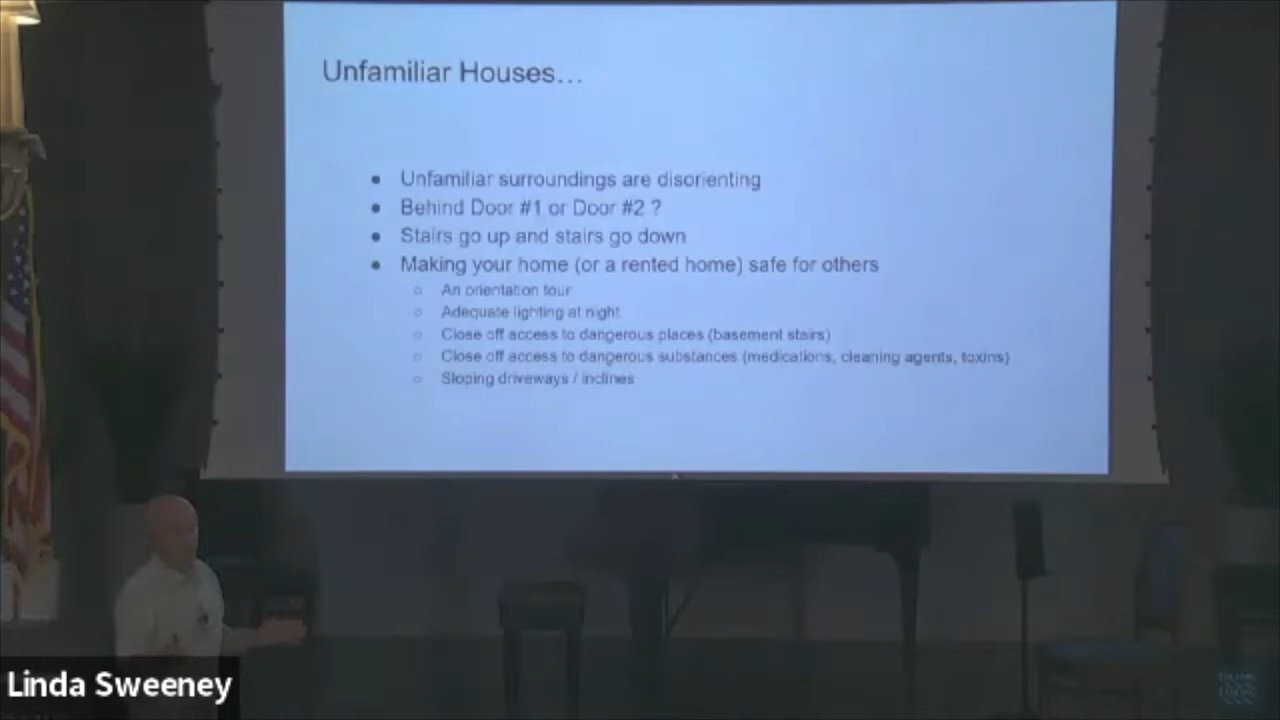 Unfamiliar Houses…
● Unfamiliar surroundings are disorienting
● Behind Door #1 or Door #2 ?
● Stairs go up and stairs go down
● Making your home (or a rented home) safe for others
○ An orientation tour
○ Adequate lighting at night
○ Close off access to dangerous places (basement stairs)
○ Close off access to dangerous substances (medications, cleaning agents, toxins)
○ Sloping driveways / inclines
Linda Sweeney